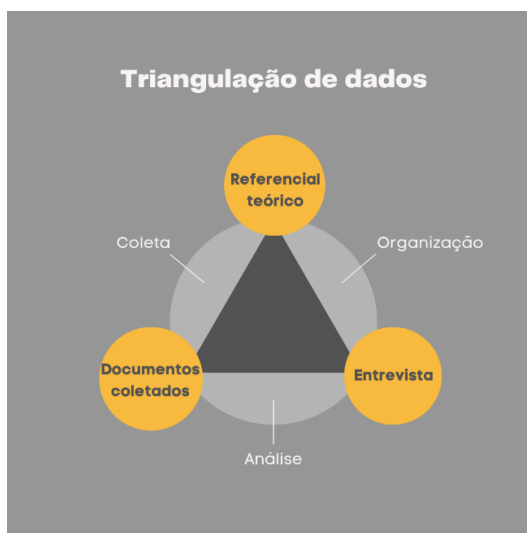 Triangulação de dados
Referencial
teórico
Coleta
Organização
Documentos
coletados
Entrevista
Análise